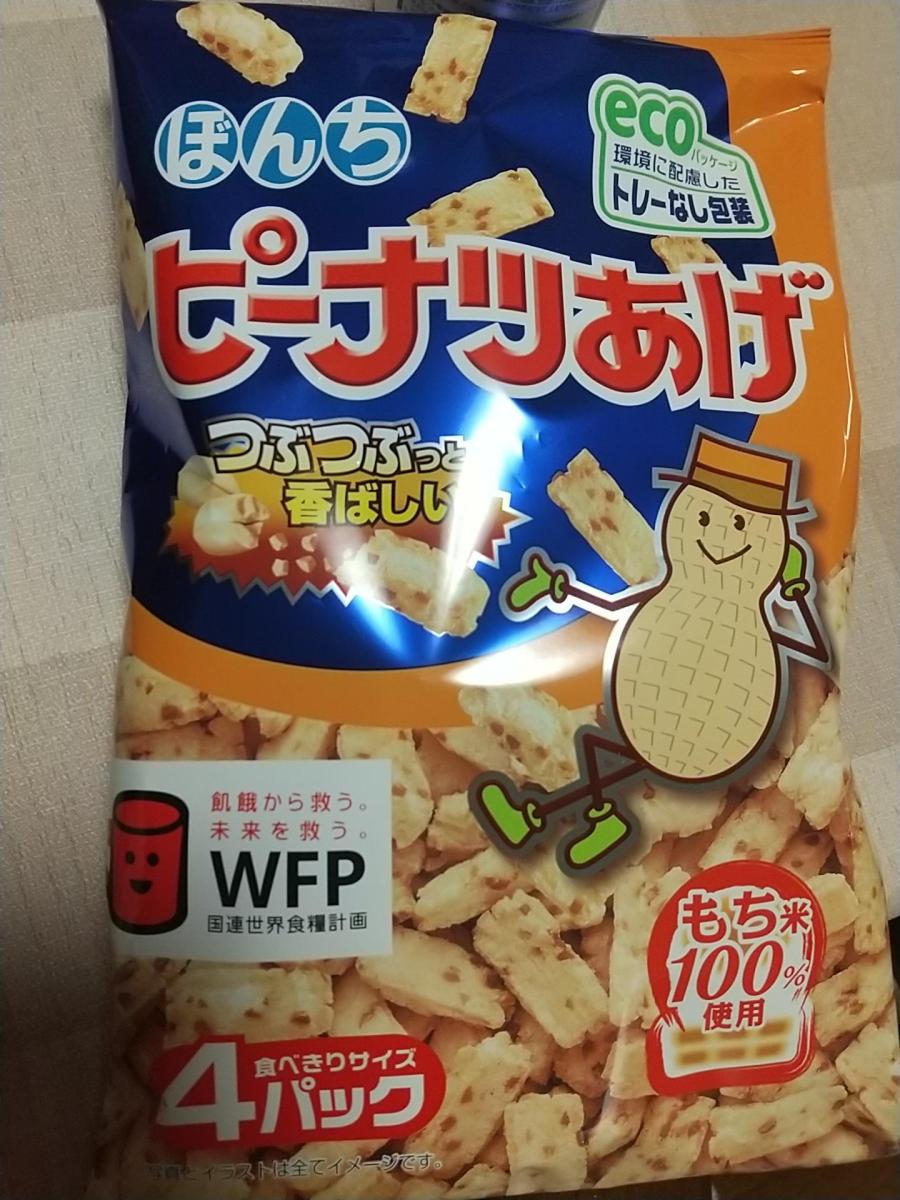 ぼんち
eco
パッケージ
環境に配慮した
トレーなし包装
ピーナツあげ
つぶつぶっと
香ばしい
飢餓から救う。
未来を救う。
WFP
国連世界食糧計画
もち米
100%
使用
食べきりサイズ
4パック
写真とイラストは全てイメージです。